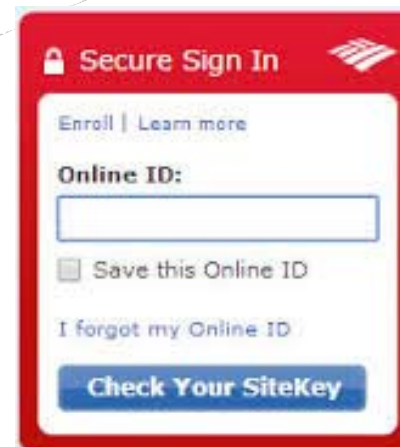 Secure Sign In
Enroll | Learn more
Online ID:
Save this Online ID
I forgot my Online ID
Check Your SiteKey